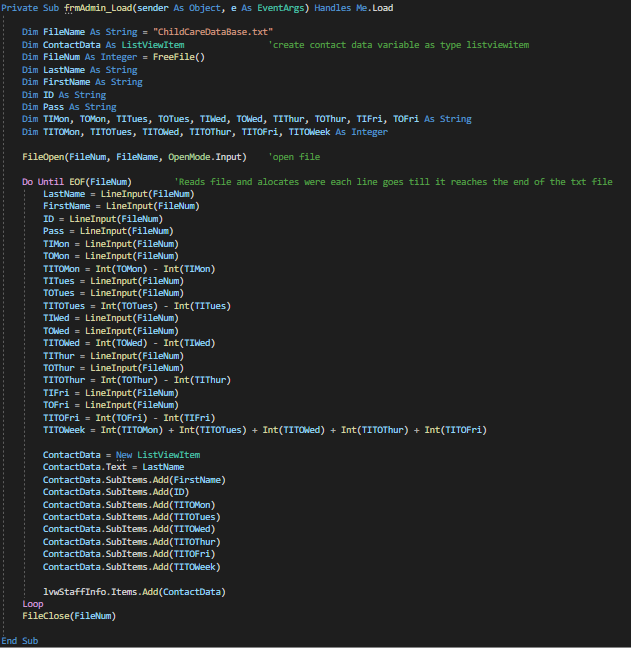 Private Sub frmAdmin_Load(sender As Object, e As EventArgs) Handles Me.Load
Dim FileName As String = "ChildCareDataBase.txt"
Dim ContactData As ListViewItem 'create contact data variable as type listviewitem
Dim FileNum As Integer = FreeFile()
Dim LastName As String
Dim FirstName As String
Dim ID As String
Dim Pass As String
Dim TIMon, TOMon, TITues, TOTues, TIWed, TOWed, TIThur, TOThur, TIFri, TOFri As String
Dim TITOMon, TITOTues, TITOWed, TITOThur, TITOFri, TITOWeek As Integer
FileOpen(FileNum, FileName, OpenMode.Input) 'open file
Do Until EOF(FileNum) 'Reads file and alocates were each line goes till it reaches the end of the txt file
LastName = LineInput(FileNum)
FirstName = LineInput(FileNum)
ID = LineInput(FileNum)
Pass = LineInput(FileNum)
TIMon = LineInput(FileNum)
TOMon = LineInput(FileNum)
TITOMon = Int(TOMon) - Int(TIMon)
TITues = LineInput(FileNum)
TOTues = LineInput(FileNum)
TITOTues = Int(TOTues) - Int(TITues)
TIWed = LineInput(FileNum)
TOWed = LineInput(FileNum)
TITOWed = Int(TOWed) - Int(TIWed)
TIThur = LineInput(FileNum)
TOThur = LineInput(FileNum)
TITOThur = Int(TOThur) - Int(TIThur)
TIFri = LineInput(FileNum)
TOFri = LineInput(FileNum)
TITOFri = Int(TOFri) - Int(TIFri)
TITOWeek = Int(TITOMon) + Int(TITOTues) + Int(TITOWed) + Int(TITOThur) + Int(TITOFri)
ContactData = New ListViewItem
ContactData.Text = LastName
ContactData.SubItems.Add(FirstName)
ContactData.SubItems.Add(ID)
ContactData.SubItems.Add(TITOMon)
ContactData.SubItems.Add(TITOTues)
ContactData.SubItems.Add(TITOWed)
ContactData.SubItems.Add(TITOThur)
ContactData.SubItems.Add(TITOFri)
ContactData.SubItems.Add(TITOWeek)
lvwStaffInfo.Items.Add(ContactData)
Loop
FileClose(FileNum)
End Sub